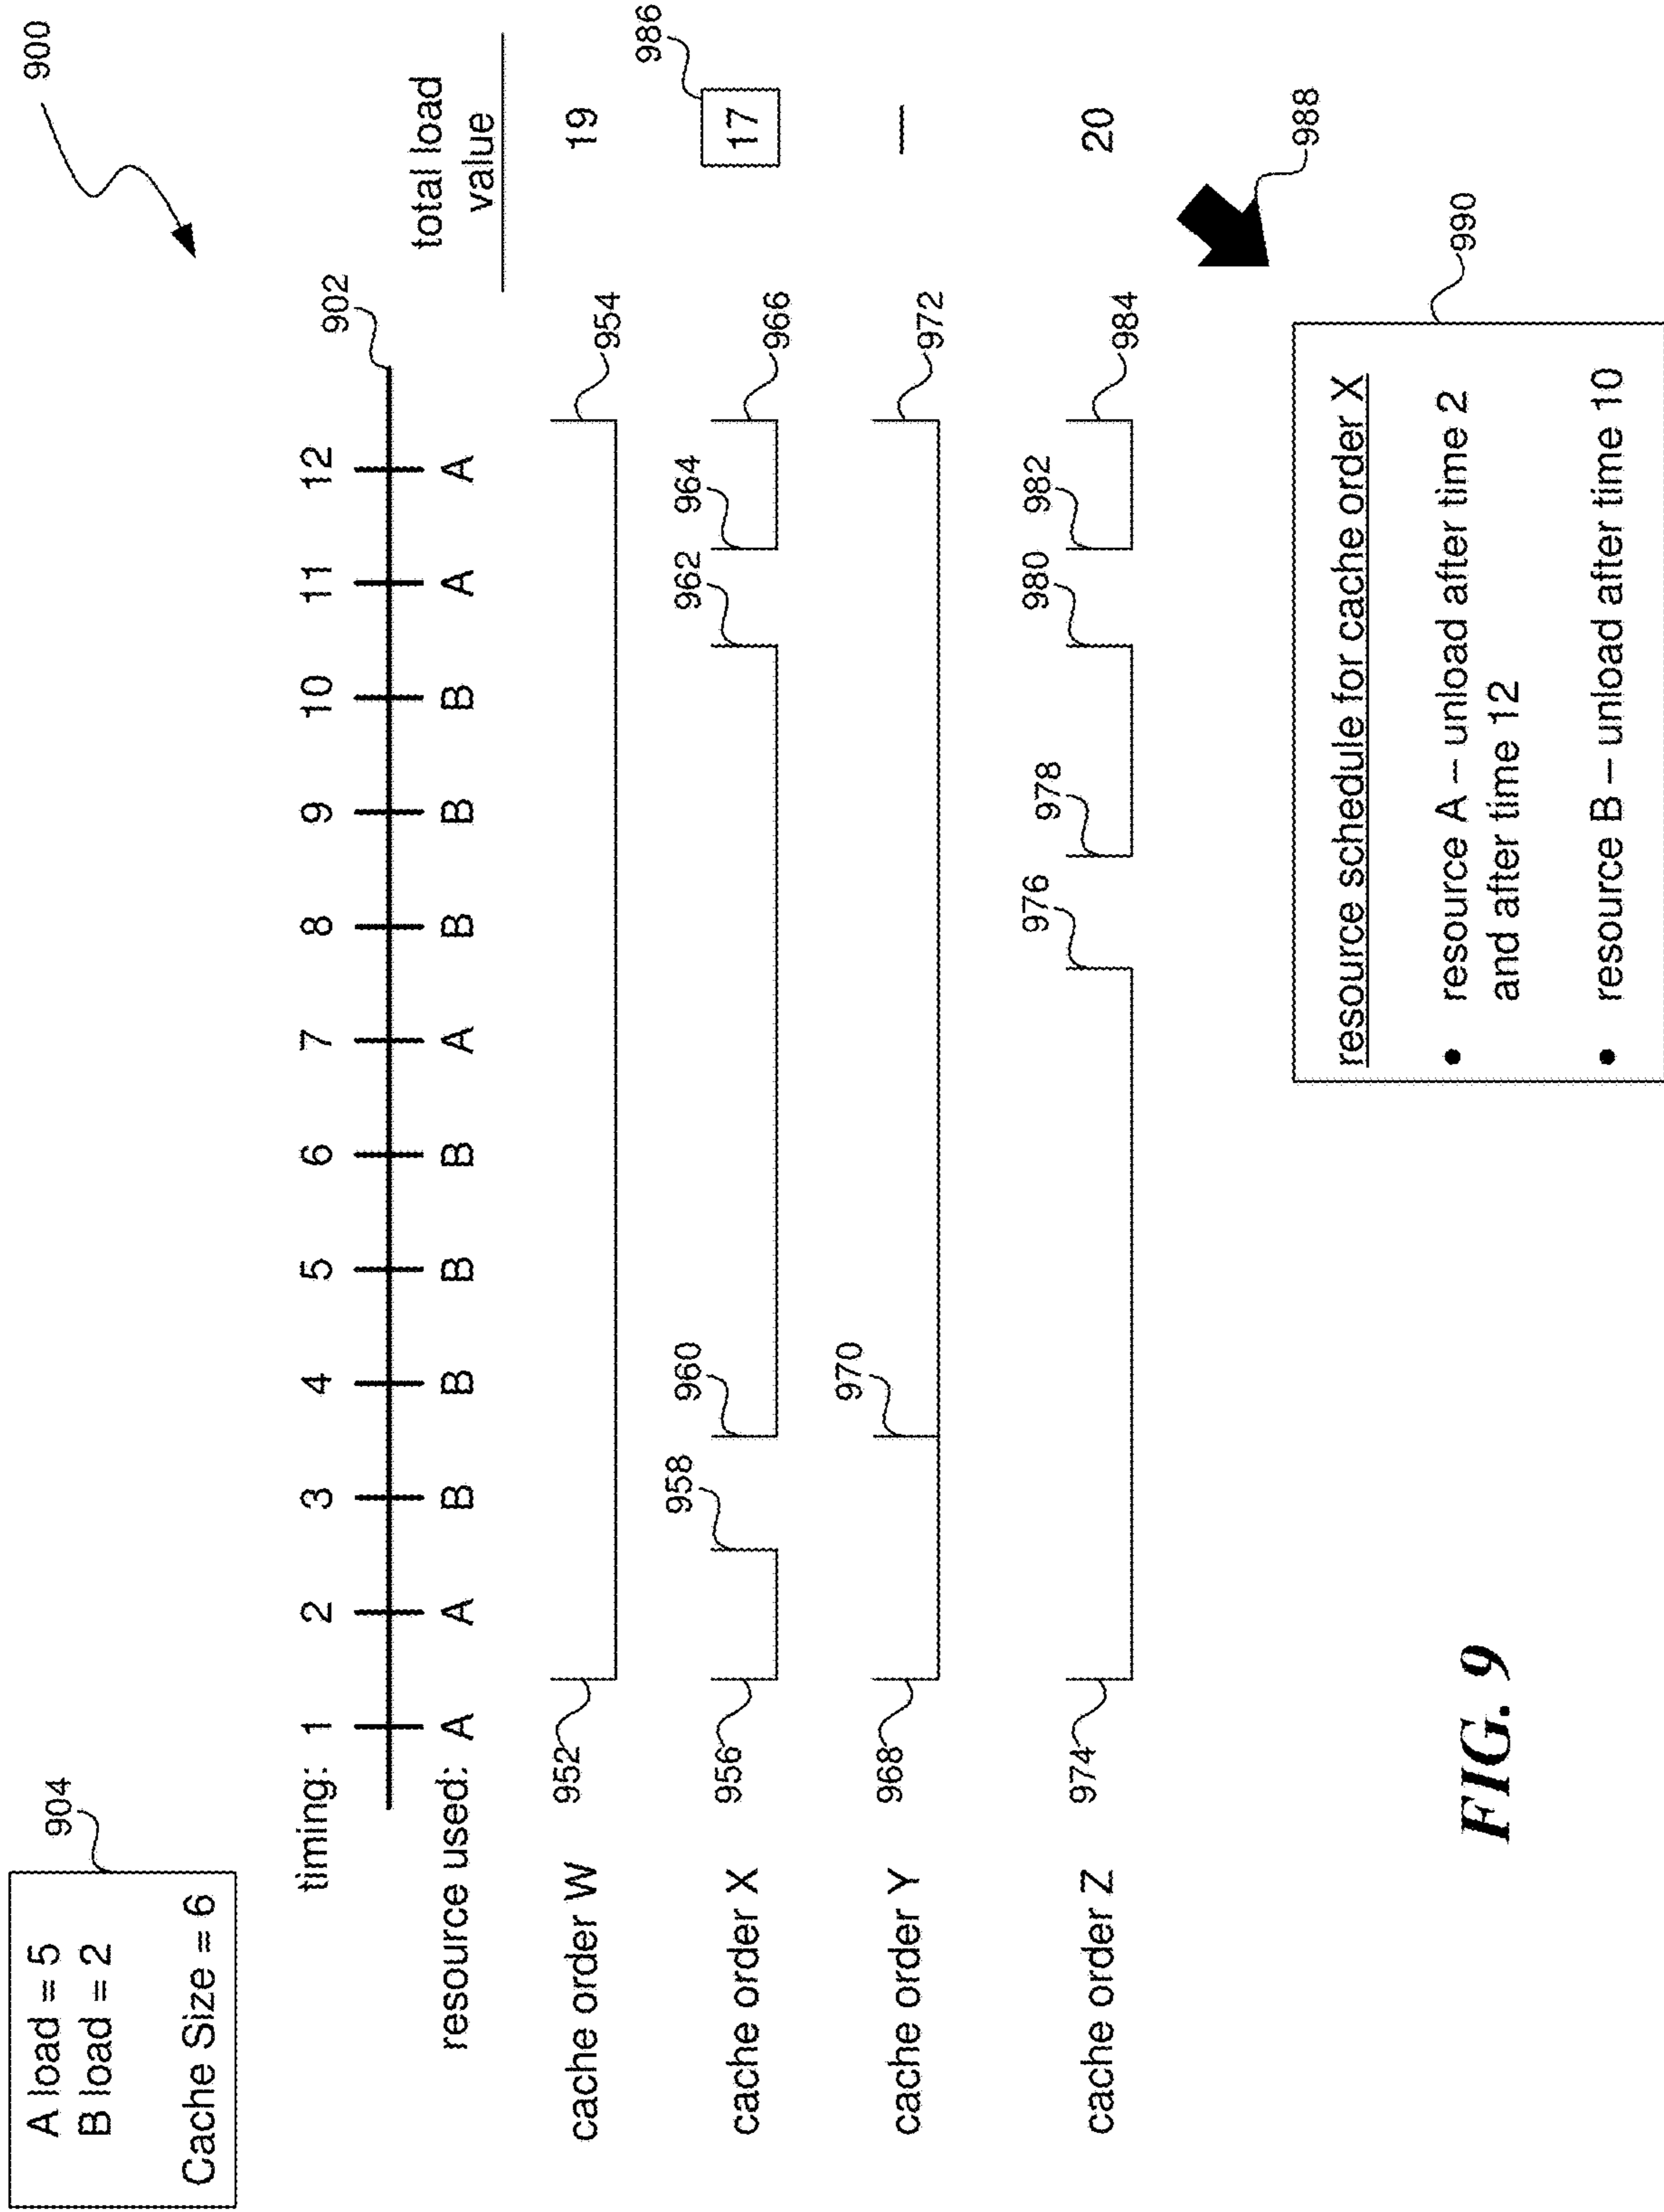 900
A load = 5
B load = 2
Cache Size = 6
904
902
timing: 1 2 3 4 5 6 7 8 9 10 11 12
resource used: A A B B B B A B B B A A
total load
value
cache order W 952 954 19
cache order X 956 958 960 962 964 966 17 986
cache order Y 968 970 972 —
cache order Z 974 976 978 980 982 984 20
988
990
resource schedule for cache order X
• resource A – unload after time 2
and after time 12
• resource B – unload after time 10
FIG. 9